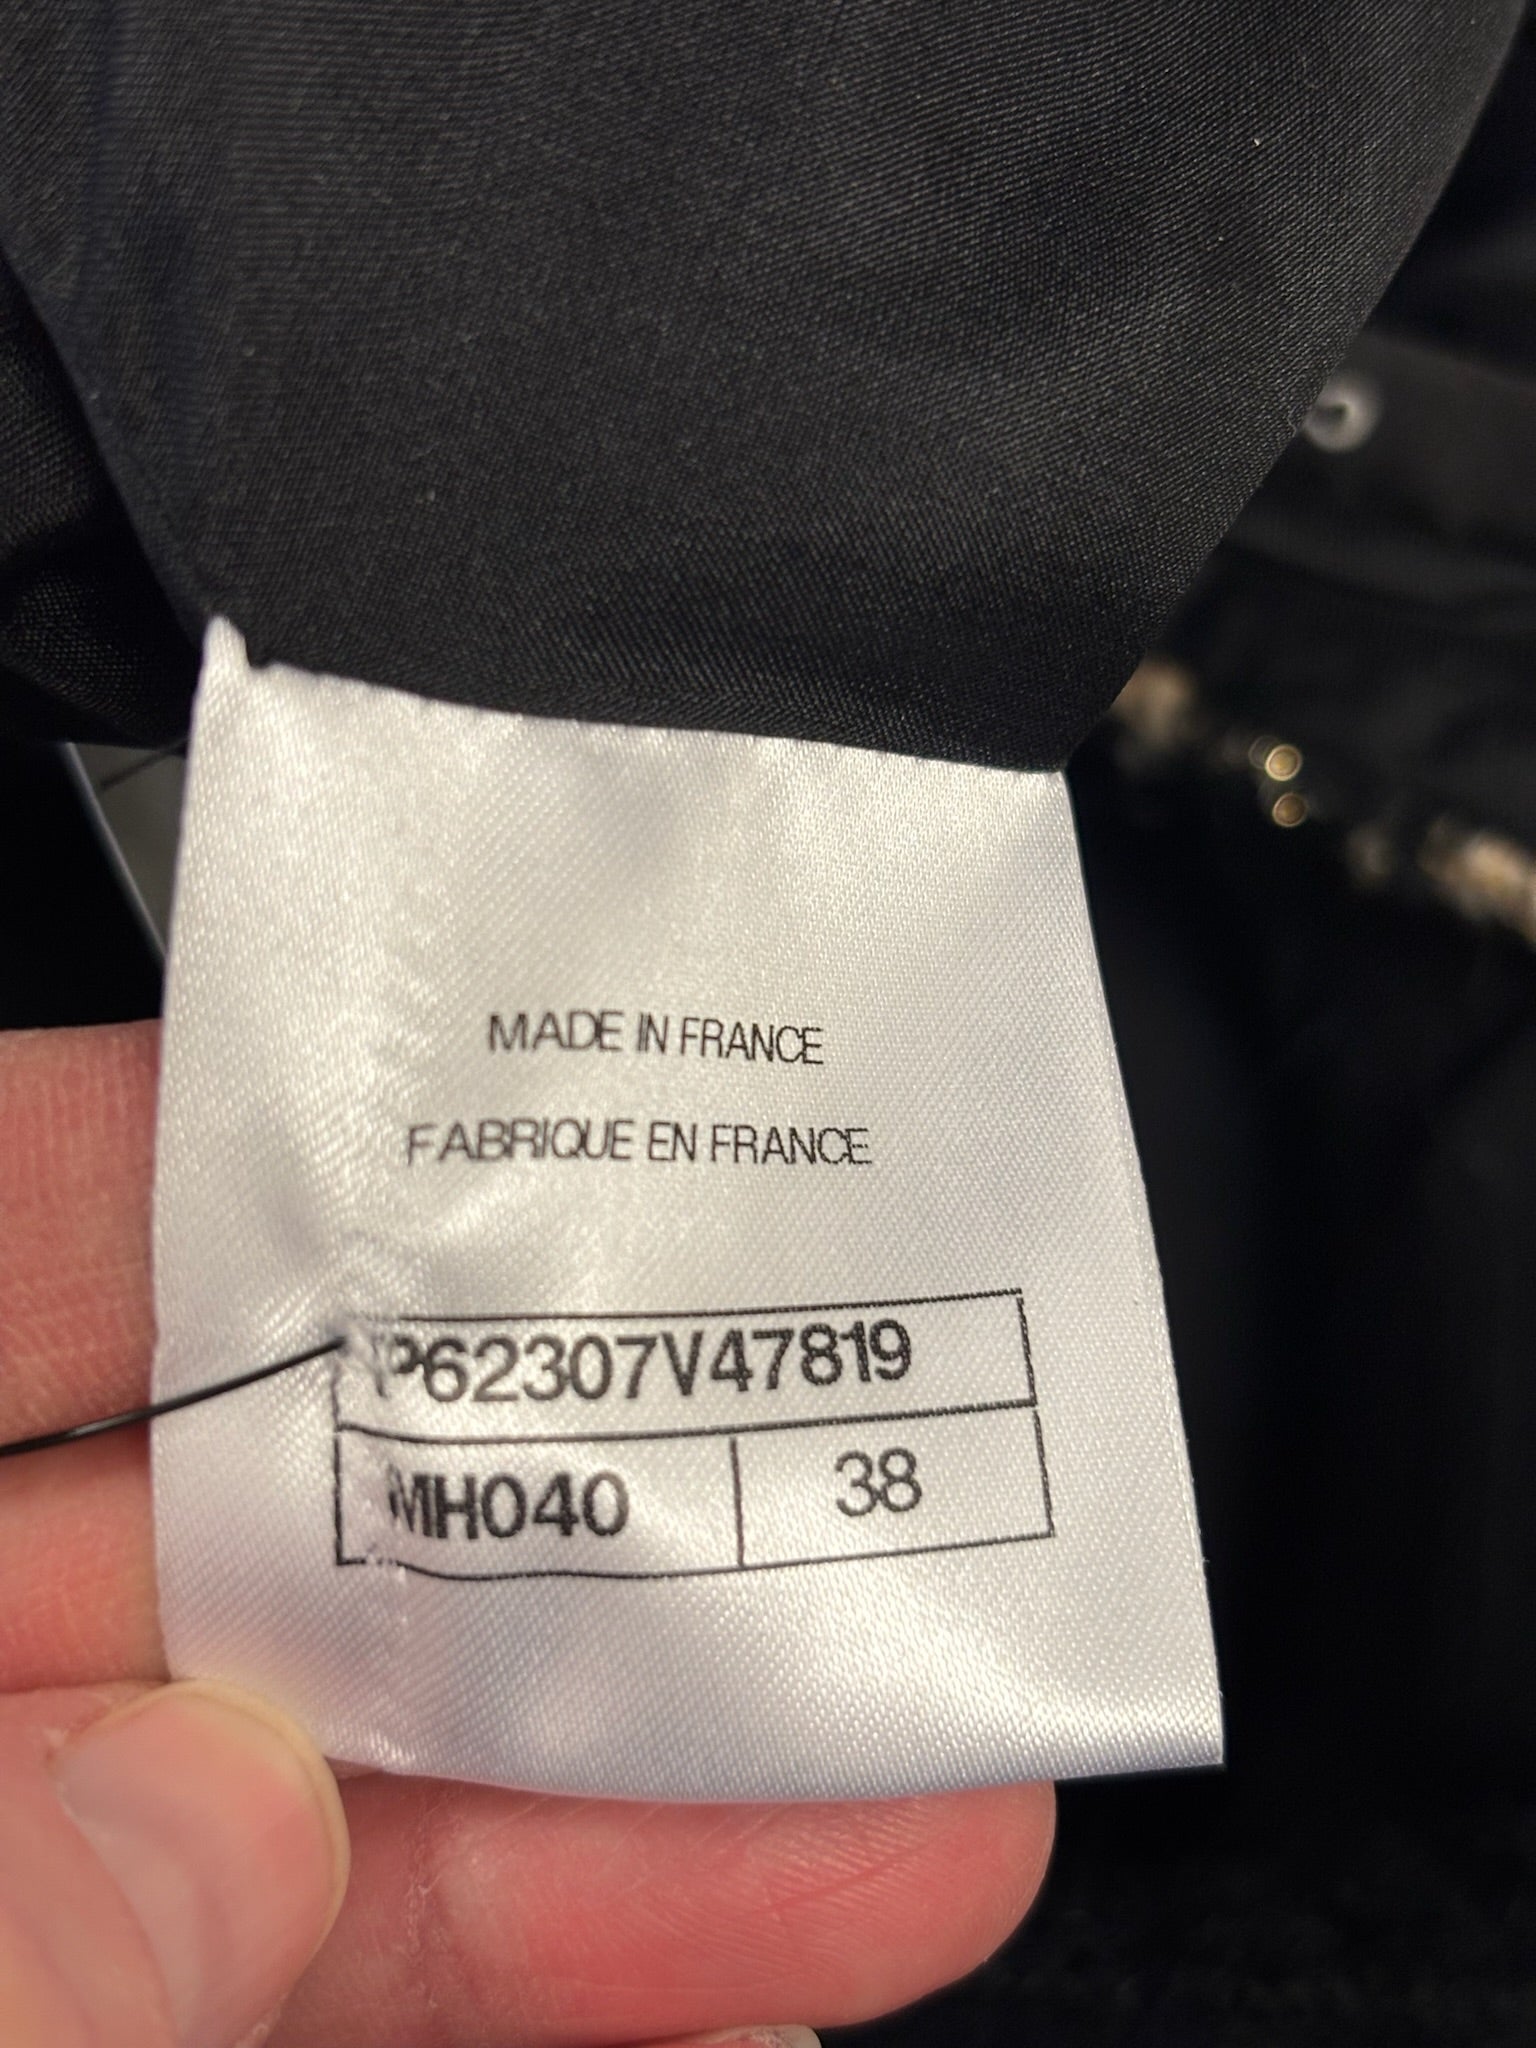 MADE IN FRANCE
FABRIQUE EN FRANCE
P62307V47819
MH040 38